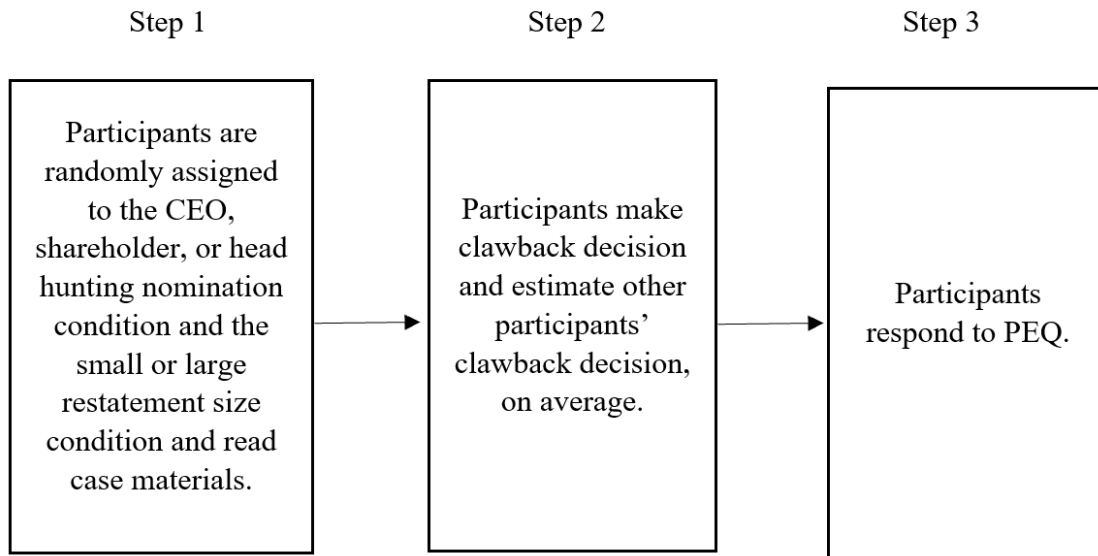 Step 1
Step 2
Step 3
Participants are
randomly assigned
to the CEO,
shareholder, or head
hunting nomination
condition and the
small or large
restatement size
condition and read
case materials.
Participants make
clawback decision
and estimate other
participants’
clawback decision,
on average.
Participants
respond to PEQ.